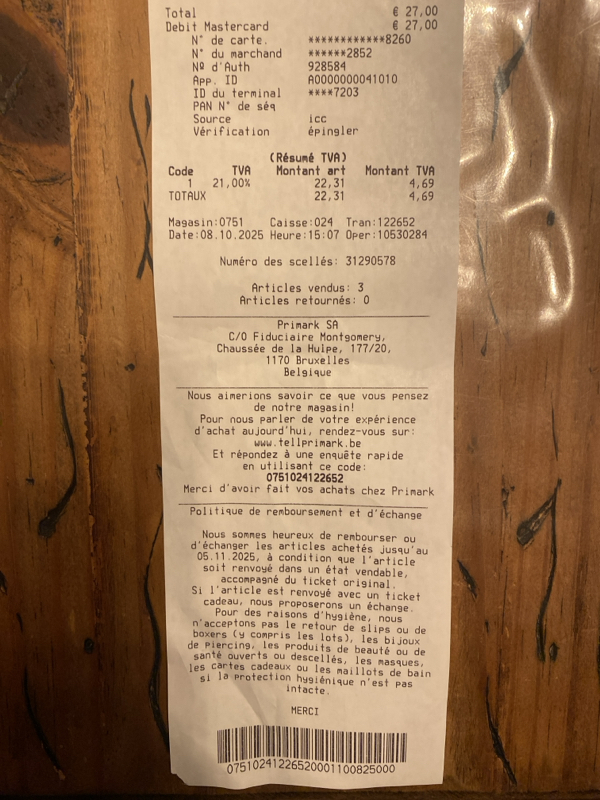 Total € 27,00
Debit Mastercard € 27,00
N° de carte. ************8260
N° du marchand ******2852
Nº d'Auth 928584
App. ID A0000000041010
ID du terminal ****7203
PAN N° de séq
Source icc
Vérification épingler
(Résumé TVA)
Code TVA Montant art Montant TVA
1 21,00% 22,31 4,69
TOTAUX 22,31 4,69
Magasin:0751 Caisse:024 Tran:122652
Date:08.10.2025 Heure:15:07 Oper:10530284
Numéro des scellés: 31290578
Articles vendus: 3
Articles retournés: 0
Primark SA
C/O Fiduciaire Montgomery,
Chaussée de la Hulpe, 177/20,
1170 Bruxelles
Belgique
Nous aimerions savoir ce que vous pensez
de notre magasin!
Pour nous parler de votre expérience
d'achat aujourd'hui, rendez-vous sur:
www.tellprimark.be
Et répondez à une enquête rapide
en utilisant ce code:
0751024122652
Merci d'avoir fait vos achats chez Primark
Politique de remboursement et d'échange
Nous sommes heureux de rembourser ou
d'échanger les articles achetés jusqu'au
05.11.2025, à condition que l'article
soit renvoyé dans un état vendable,
accompagné du ticket original.
Si l'article est renvoyé avec un ticket
cadeau, nous proposerons un échange.
Pour des raisons d'hygiène, nous
n'acceptons pas le retour de slips ou de
boxers (y compris les lots), les bijoux
de piercing, les produits de beauté ou de
santé ouverts ou descellés, les masques,
les cartes cadeaux ou les maillots de bain
si la protection hygiénique n'est pas
intacte.
MERCI
07510241226520001100825000